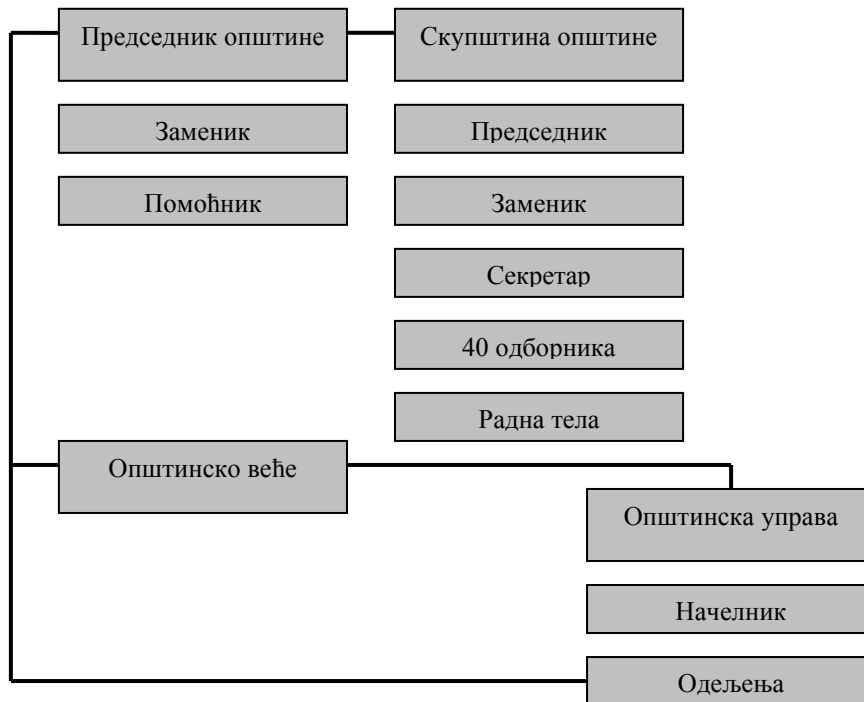 Председник општине
Скупштина општине
Заменик
Председник
Помоћник
Заменик
Секретар
40 одборника
Радна тела
Општинско веће
Општинска управа
Начелник
Одељења